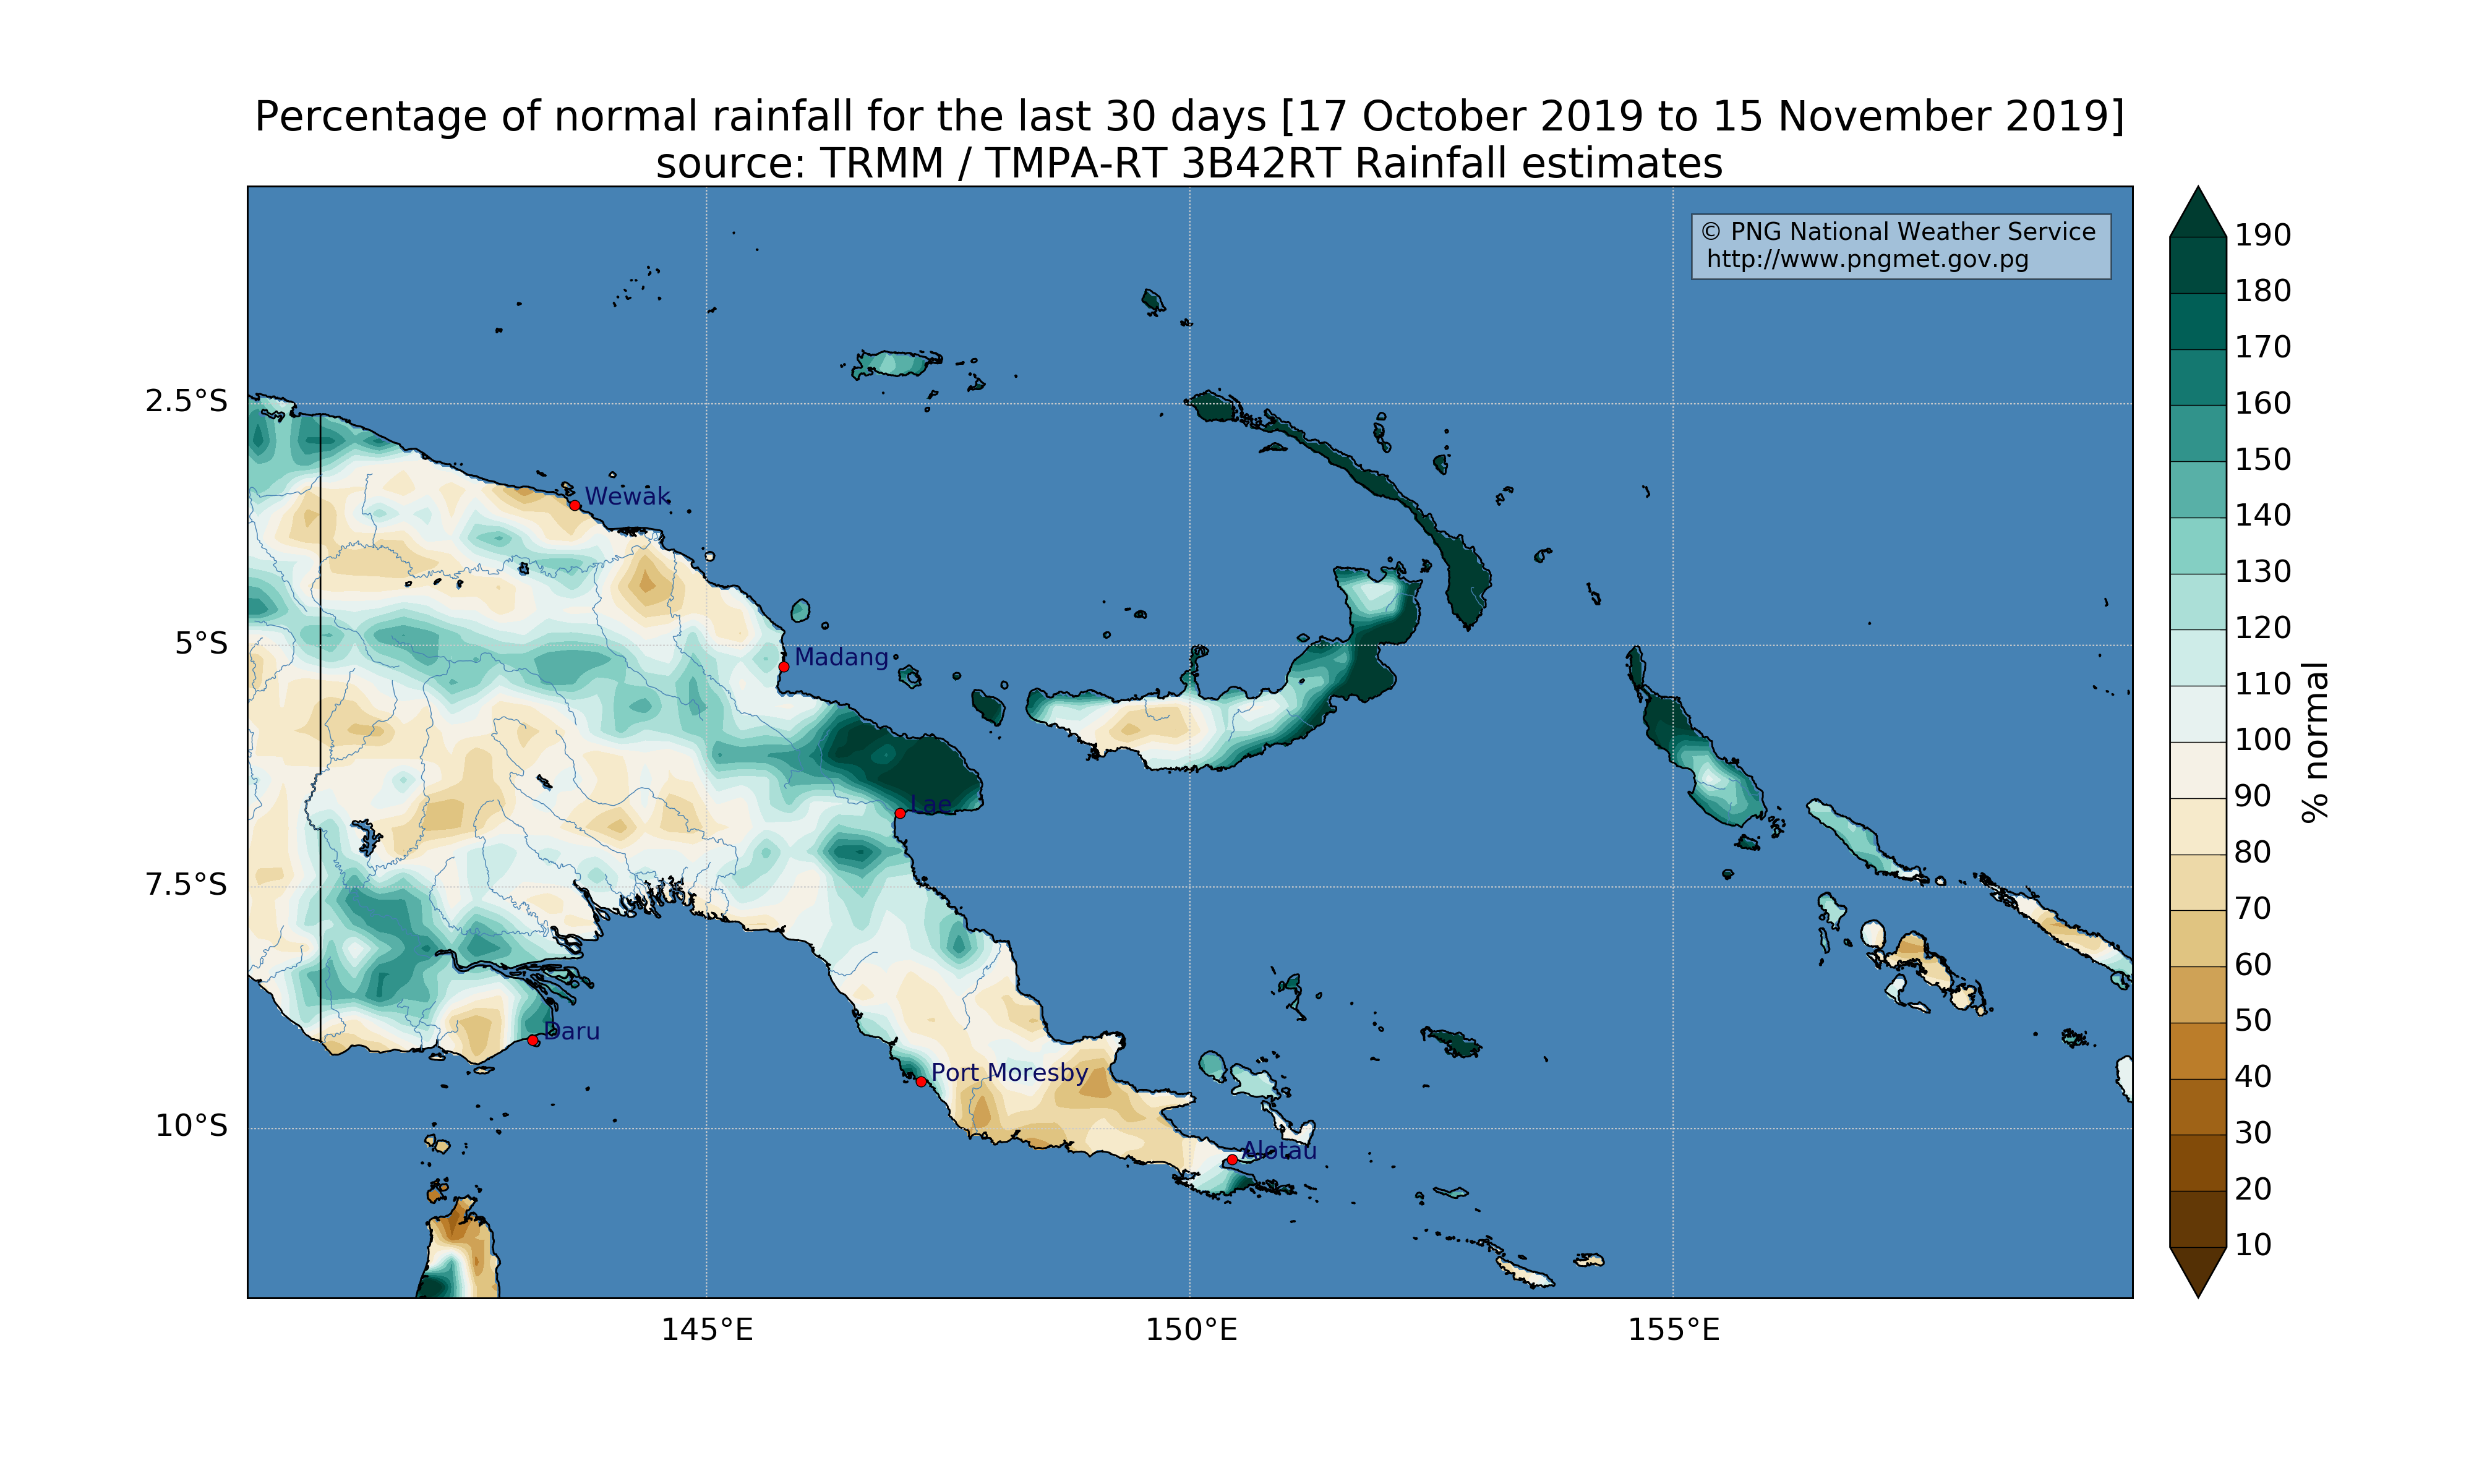 Percentage of normal rainfall for the last 30 days [17 October 2019 to 15 November 2019]
source: TRMM / TMPA-RT 3B42RT Rainfall estimates
© PNG National Weather Service
http://www.pngmet.gov.pg
2.5°S
5°S
7.5°S
10°S
Wewak
Madang
Lae
Daru
Port Moresby
Alotau
145°E
150°E
155°E
190
180
170
160
150
140
130
120
110
100
90
80
70
60
50
40
30
20
10
% normal